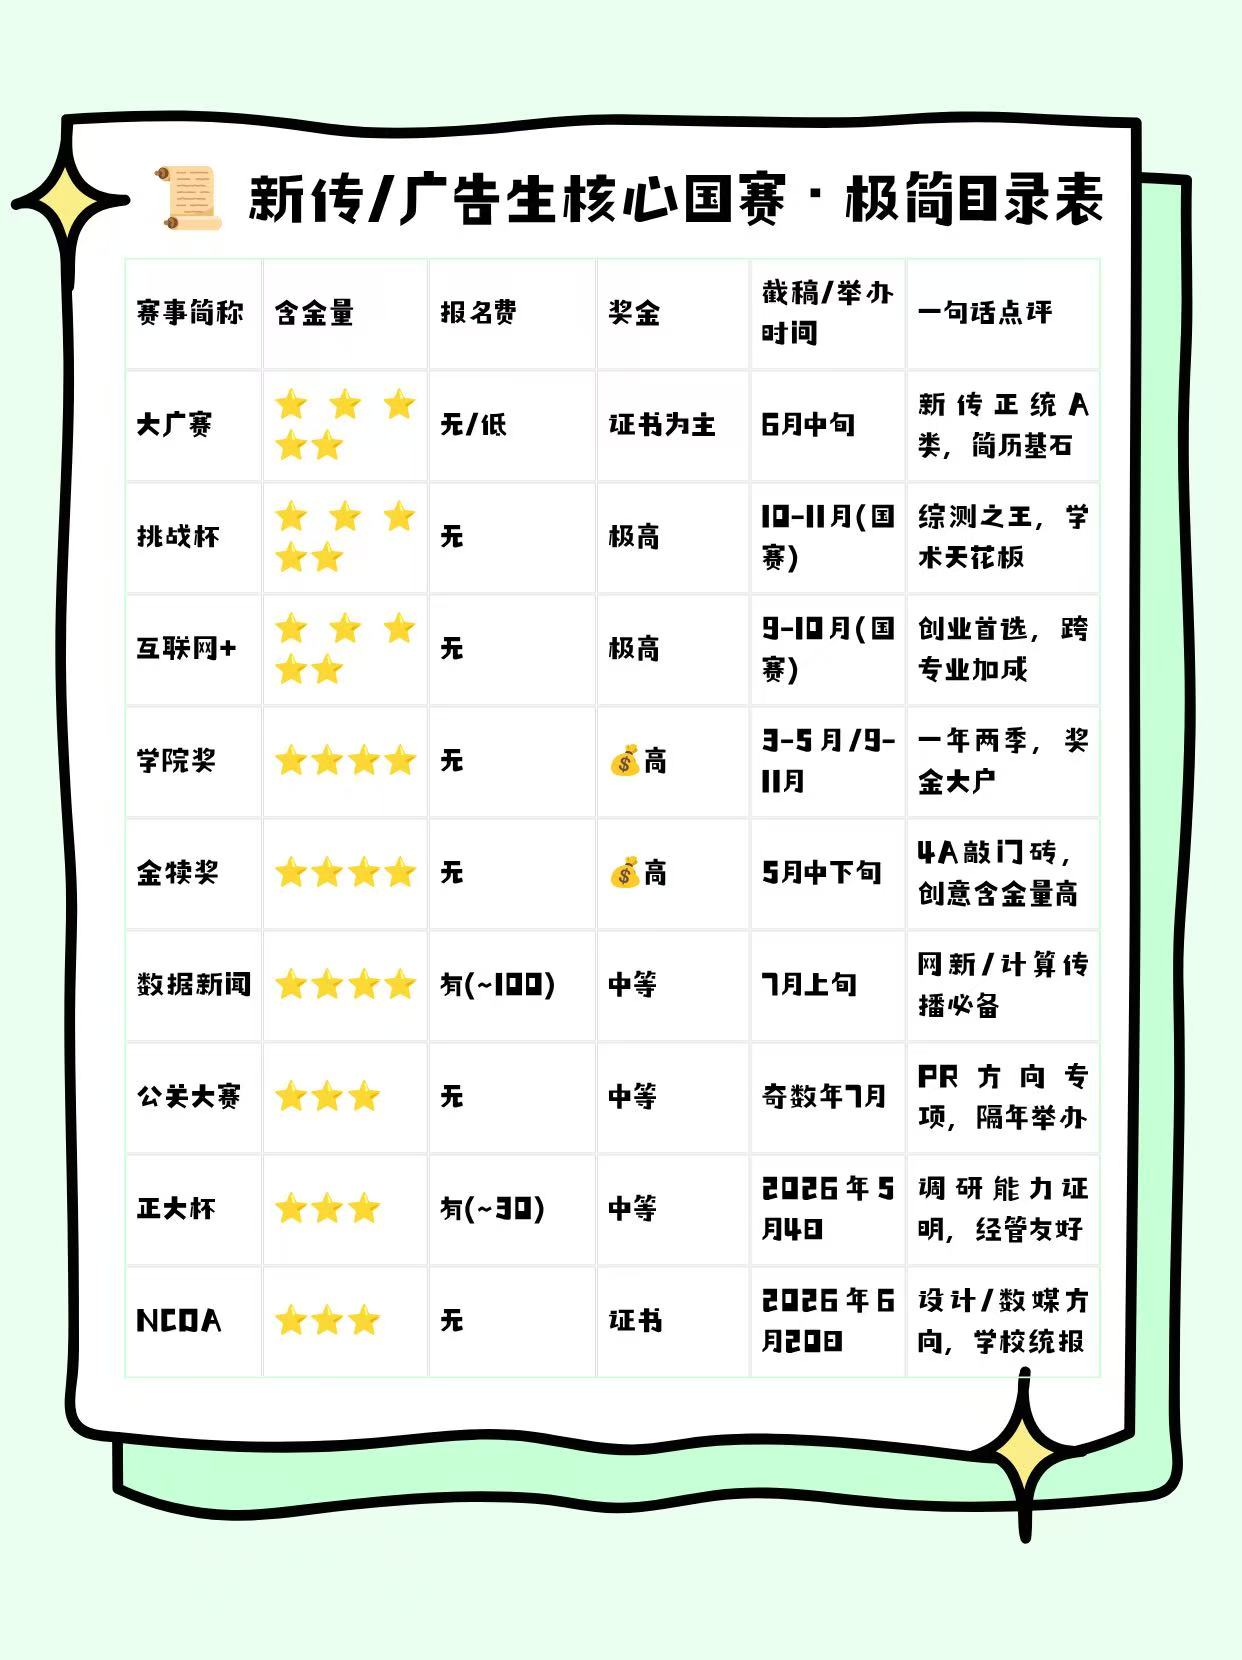 新传/广告生核心国赛·极简目录表
赛事简称 含金量 报名费 奖金 截稿/举办时间 一句话点评
大广赛 ⭐⭐⭐⭐⭐ 无/低 证书为主 6月中旬 新传正统A类，简历基石
挑战杯 ⭐⭐⭐⭐⭐ 无 极高 10-11月(国赛) 综测之王，学术天花板
互联网+ ⭐⭐⭐⭐⭐ 无 极高 9-10月(国赛) 创业首选，跨专业加成
学院奖 ⭐⭐⭐⭐ 无 💰高 3-5月/9-11月 一年两季，奖金大户
金犊奖 ⭐⭐⭐⭐ 无 💰高 5月中下旬 4A敲门砖，创意含金量高
数据新闻 ⭐⭐⭐⭐ 有(~100) 中等 7月上旬 网新/计算传播必备
公关大赛 ⭐⭐⭐ 无 中等 奇数年7月 PR方向专项，隔年举办
正大杯 ⭐⭐⭐ 有(~30) 中等 2026年5月4日 调研能力证明，经管友好
NCDA ⭐⭐⭐ 无 证书 2026年6月20日 设计/数媒方向，学校统报